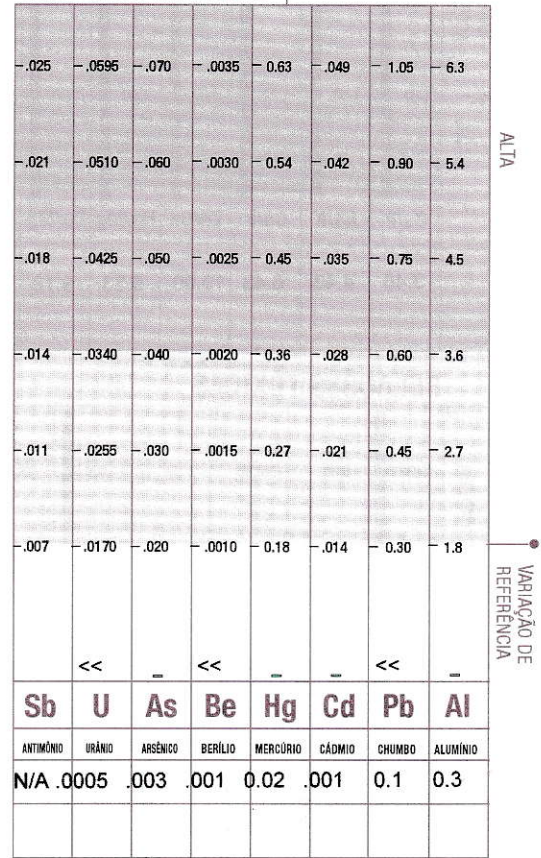 -.025 -.0595 -.070 -.0035 - 0.63 -.049 - 1.05 - 6.3
-.021 -.0510 -.060 -.0030 - 0.54 -.042 - 0.90 - 5.4
ALTA
-.018 -.0425 -.050 -.0025 - 0.45 -.035 - 0.75 - 4.5
-.014 -.0340 -.040 -.0020 - 0.36 -.028 - 0.60 - 3.6
-.011 -.0255 -.030 -.0015 - 0.27 -.021 - 0.45 - 2.7
-.007 -.0170 -.020 -.0010 - 0.18 -.014 - 0.30 - 1.8
VARIAÇÃO DE
REFERÊNCIA
<< << <<
Sb U As Be Hg Cd Pb Al
ANTIMÔNIO URÂNIO ARSÊNICO BERÍLIO MERCÚRIO CÁDMIO CHUMBO ALUMÍNIO
N/A .0005 .003 .001 0.02 .001 0.1 0.3